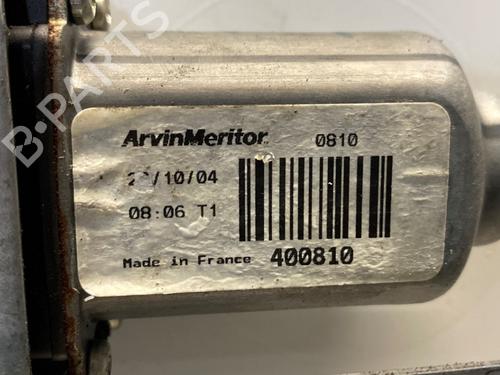 B-PARTS
ArvinMeritor 0810
/10/04
08:06 T1
Made in France 400810